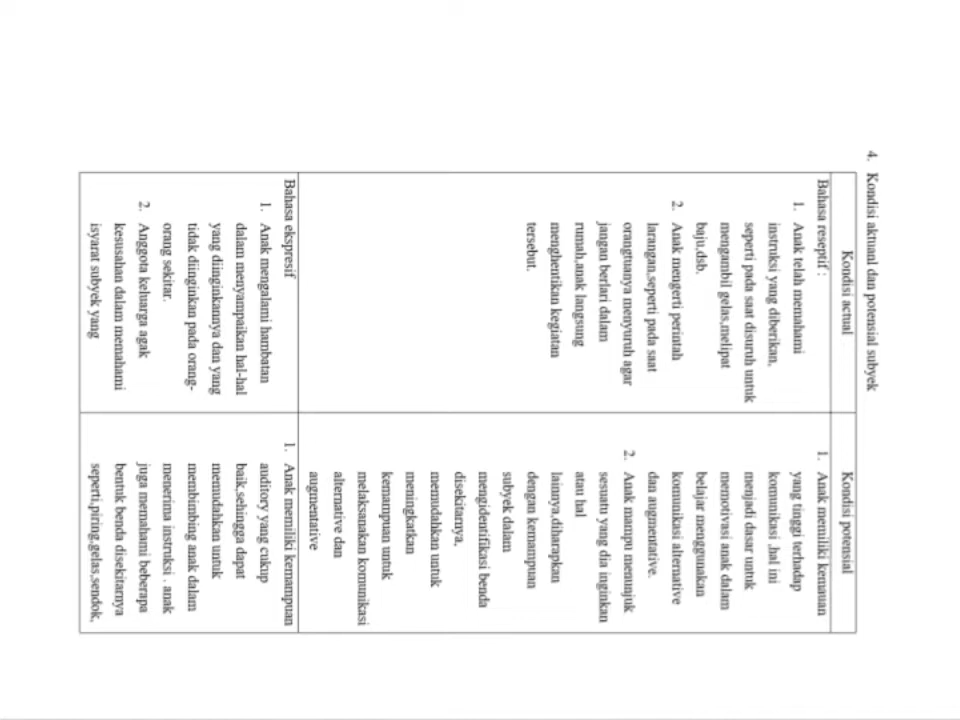 4. Kondisi aktuanl dan potensial subyek
Kondisi actual
Bahasa reseptif :
1. Anak telah memahami
instruksi yang diberikan,
seperti pada saat disuruh untuk
mengambil gelas,melipat
baju,dsb.
2. Anak mengerti perintah
larangan,seperti pada saat
orangtuanya menyuruh agar
jangan berlari dalam
rumah,anak langsung
menghentikan kegiatan
tersebut.
Kondisi potensial
1. Anak memiliki kemauan
yang tinggi terhadap
komunikasi ,hal ini
menjadi dasar untuk
memotivasi anak dalam
belajar menggunakan
komunikasi alternative
dan augmentative.
2. Anak mampu menunjuk
sesuatu yang dia inginkan
atau hal
lainnya,diharapkan
dengan kemampuan
subyek dalam
mengidentifikasi benda
disekitarnya,
memudahkan untuk
meningkatkan
kemampuan untuk
melaksanakan komunikasi
alternative dan
augmentative
Bahasa ekspresif
1. Anak mengalami hambatan
dalam menyampaikan hal-hal
yang diinginkannya dan yang
tidak diinginkan pada orang-
orang sekitar.
2. Anggota keluarga agak
kesusahan dalam memahami
isyarat subyek yang
1. Anak memiliki kemampuan
auditory yang cukup
baik,sehingga dapat
memudahkan untuk
membimbing anak dalam
menerima instruksi . anak
juga memahami beberapa
bentuk benda disekitarnya
seperti,piring,gelas,sendok,